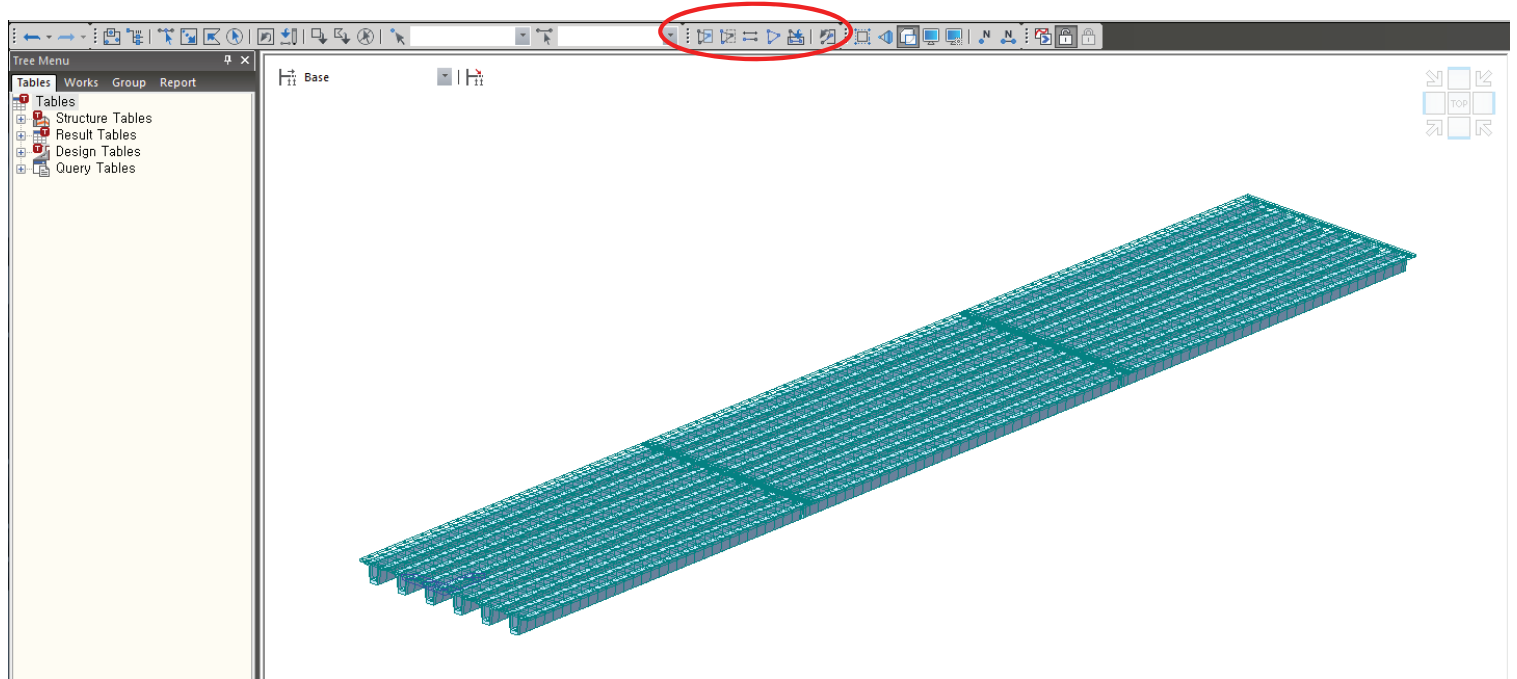 N N
Tree Menu
Tables Works Group Report
Tables
Structure Tables
Result Tables
Design Tables
Query Tables
Base
TOP